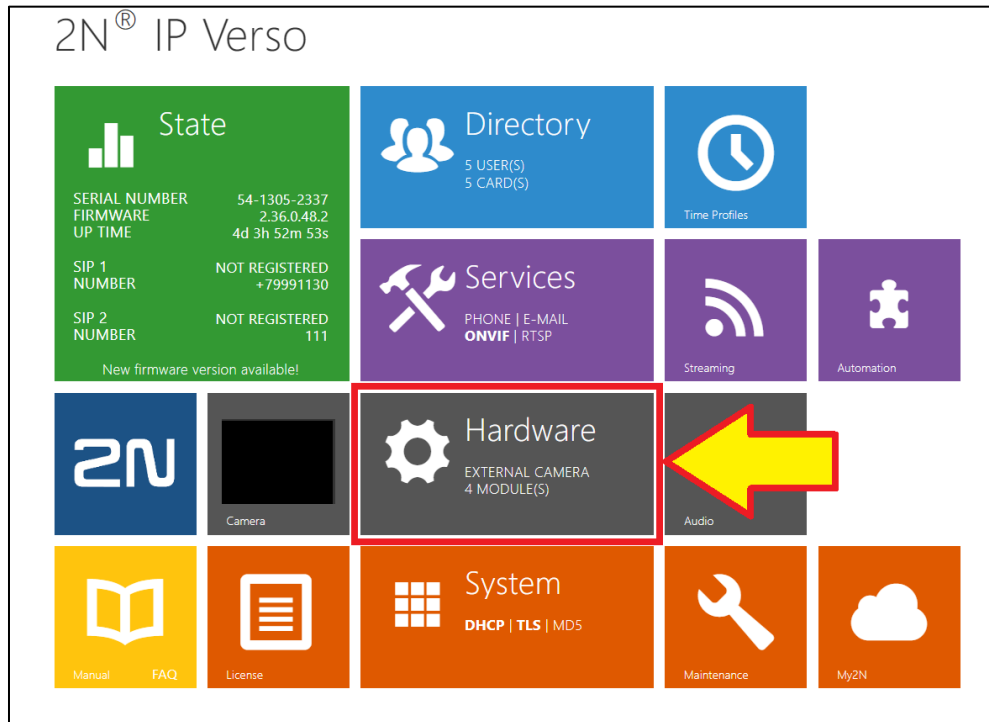 2N® IP Verso
State
SERIAL NUMBER 54-1305-2337
FIRMWARE 2.36.0.48.2
UP TIME 4d 3h 52m 53s
SIP 1 NOT REGISTERED
NUMBER +79991130
SIP 2 NOT REGISTERED
NUMBER 111
New firmware version available!
Directory
5 USER(S)
5 CARD(S)
Time Profiles
Services
PHONE | E-MAIL
ONVIF | RTSP
Streaming
Automation
2N
Camera
Hardware
EXTERNAL CAMERA
4 MODULE(S)
Audio
Manual FAQ
License
System
DHCP | TLS | MD5
Maintenance
My2N